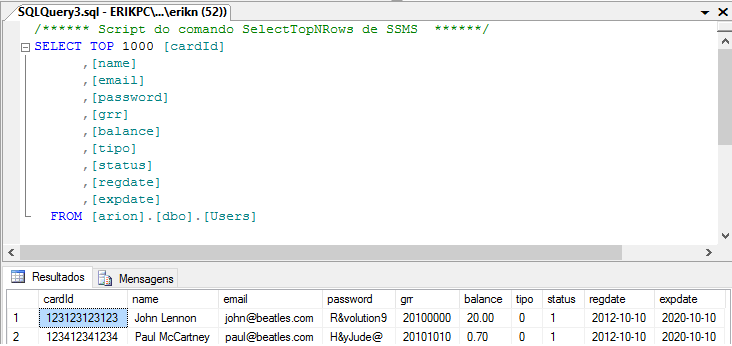 SQLQuery3.sql - ERIKPC\...\erikn (52))
/****** Script do comando SelectTopNRows de SSMS  ******/
SELECT TOP 1000 [cardId]
,[name]
,[email]
,[password]
,[grr]
,[balance]
,[tipo]
,[status]
,[regdate]
,[expdate]
FROM [arion].[dbo].[Users]
Resultados Mensagens
cardId name email password grr balance tipo status regdate expdate
1 123123123123 John Lennon john@beatles.com R&volution9 20100000 20.00 0 1 2012-10-10 2020-10-10
2 123412341234 Paul McCartney paul@beatles.com H&yJude@ 20101010 0.70 0 1 2012-10-10 2020-10-10